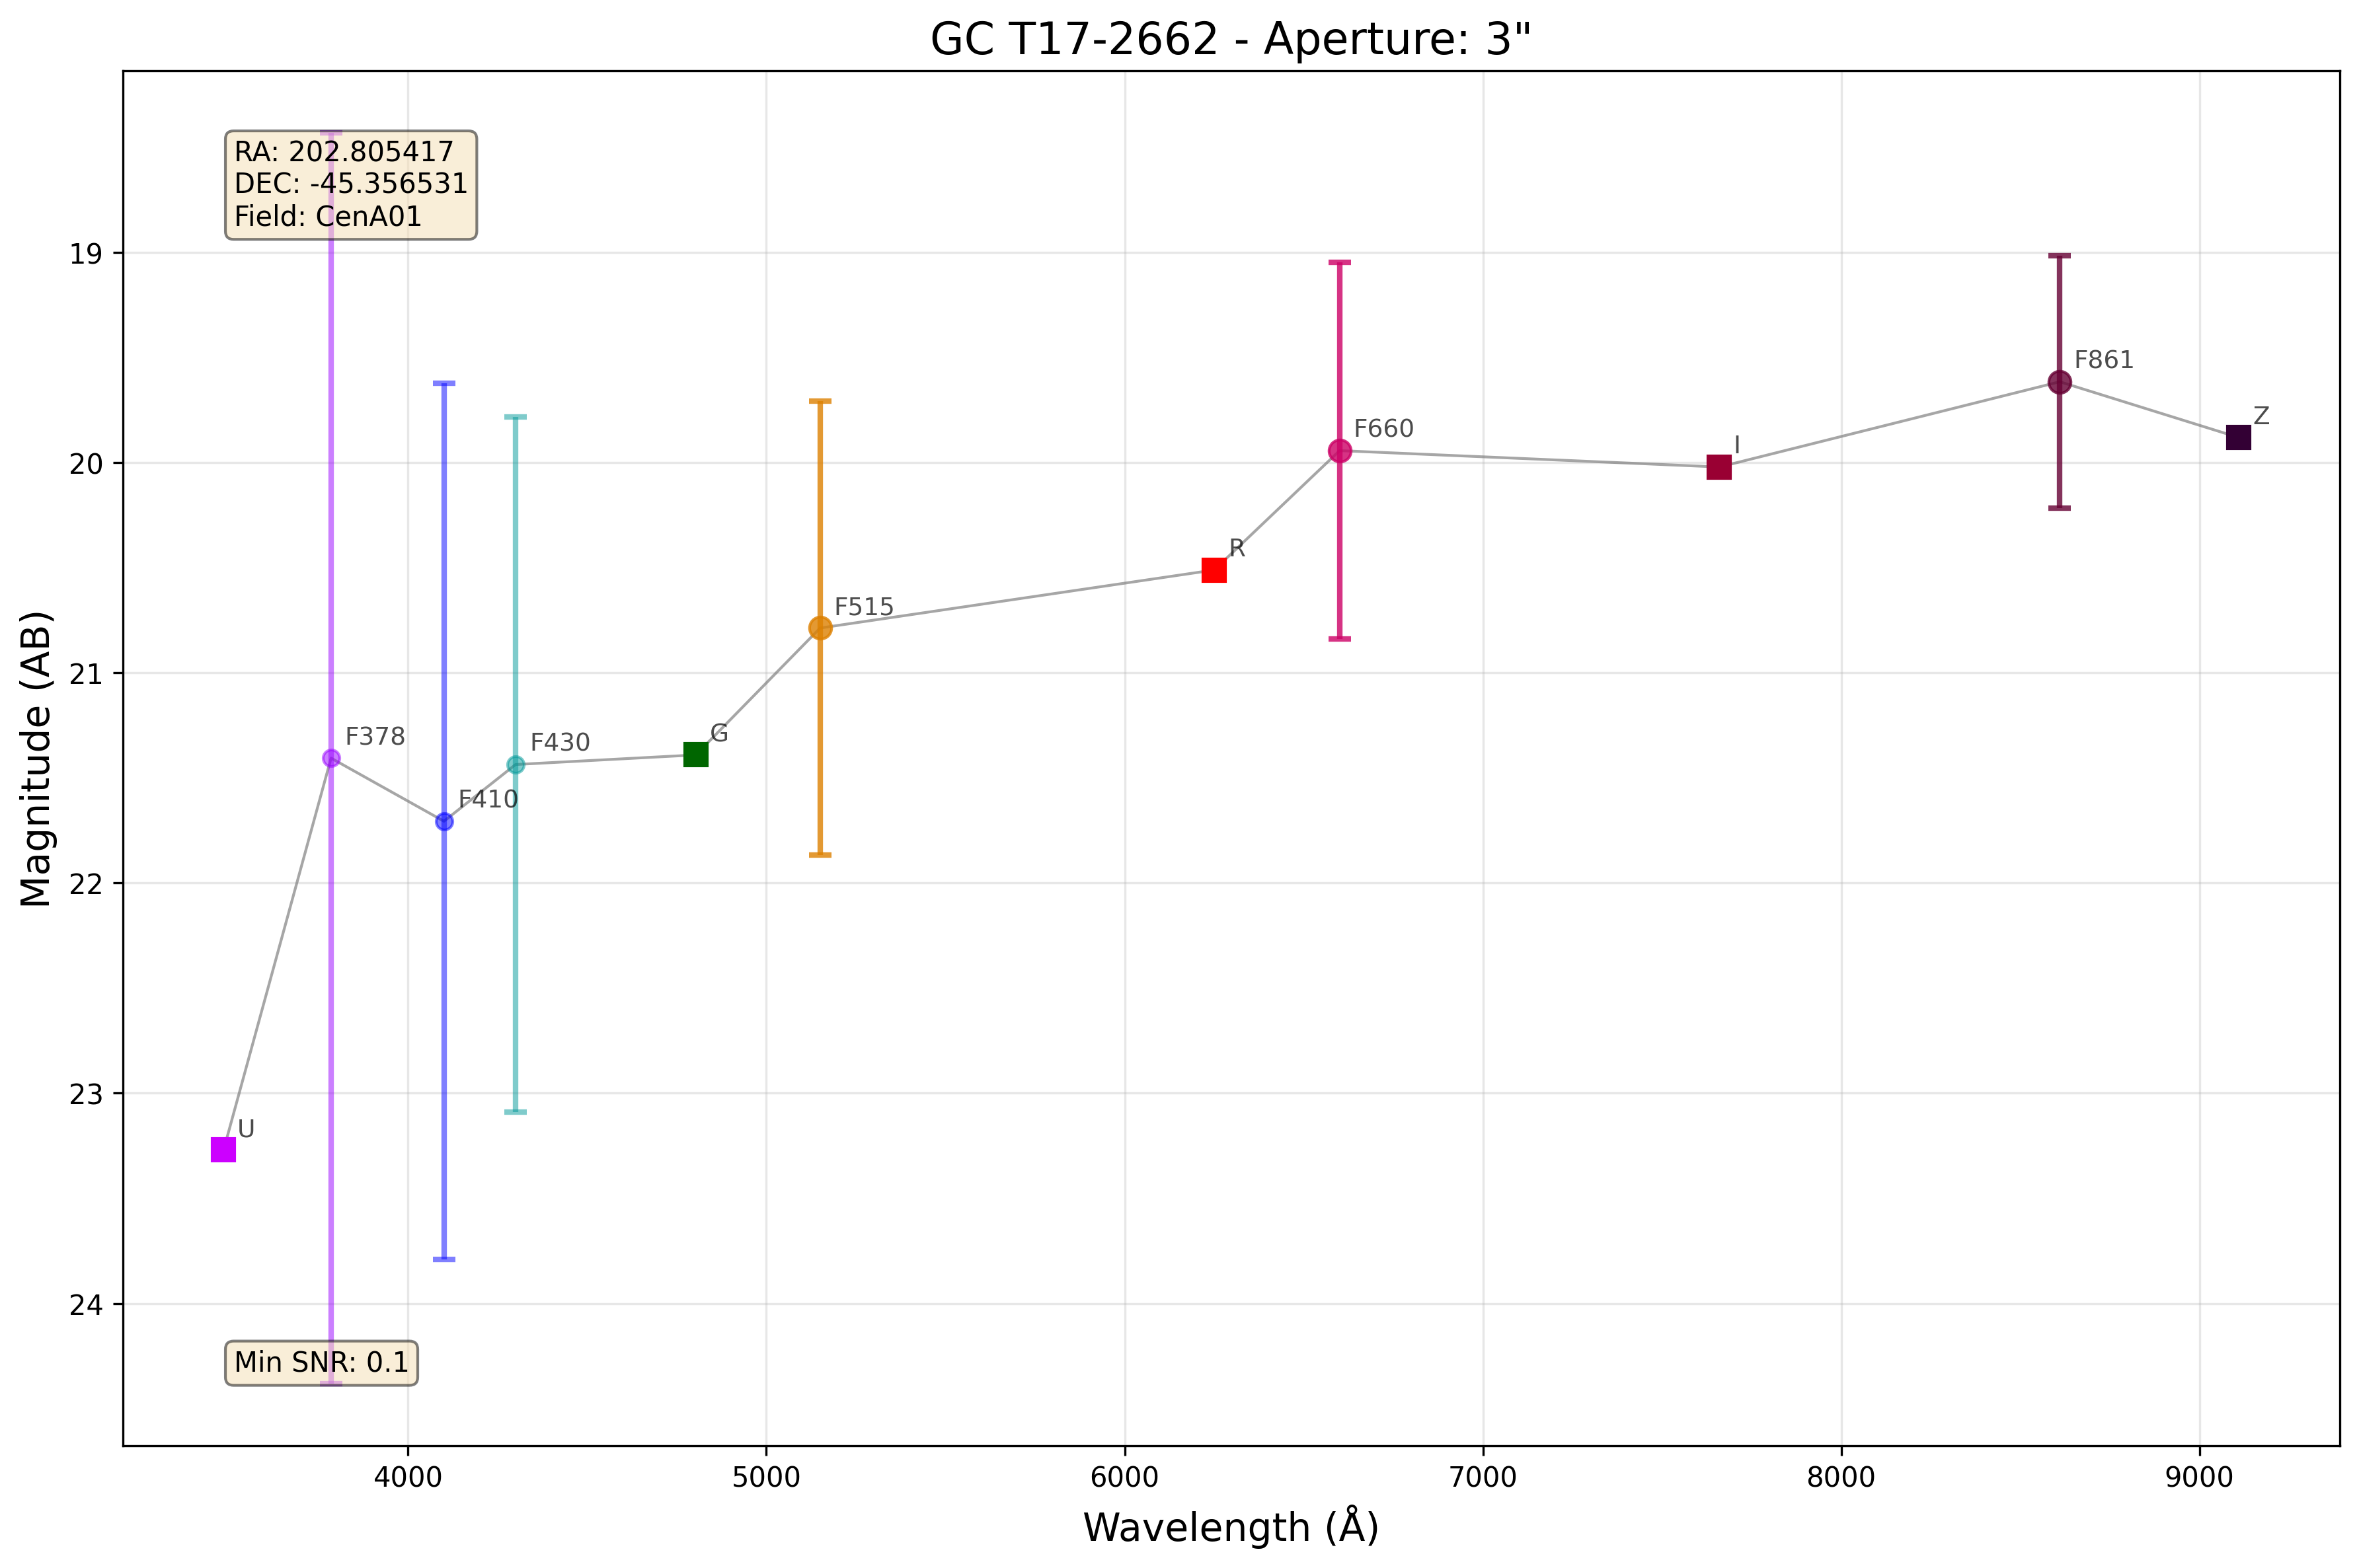 GC T17-2662 - Aperture: 3"
RA: 202.805417
DEC: -45.356531
Field: CenA01
19
20
21
22
23
24
Magnitude (AB)
U
F378
F410
F430
G
F515
R
F660
I
F861
Z
Min SNR: 0.1
4000
5000
6000
7000
8000
9000
Wavelength (Å)